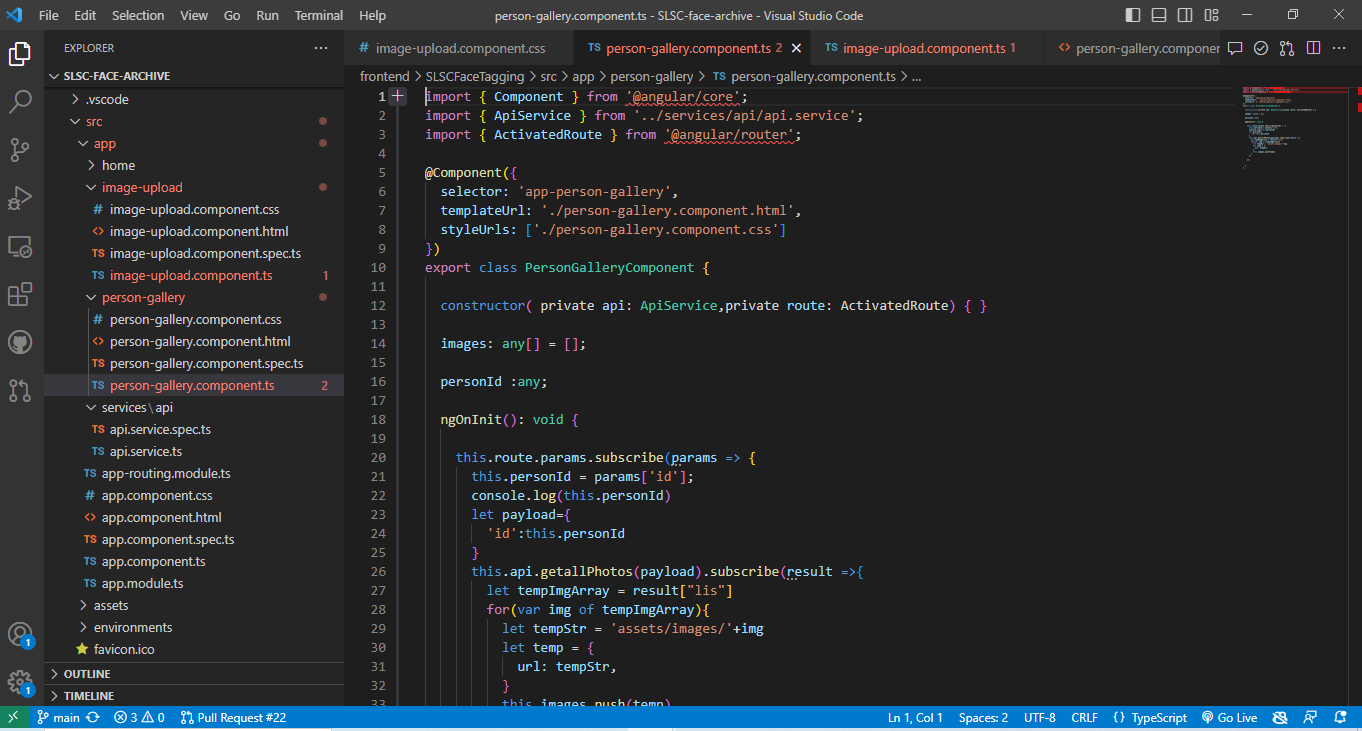 File Edit Selection View Go Run Terminal Help person-gallery.component.ts - SLSC-face-archive - Visual Studio Code
EXPLORER
SLSC-FACE-ARCHIVE
.vscode
src
app
home
image-upload
# image-upload.component.css
<> image-upload.component.html
TS image-upload.component.spec.ts
TS image-upload.component.ts 1
person-gallery
# person-gallery.component.css
<> person-gallery.component.html
TS person-gallery.component.spec.ts
TS person-gallery.component.ts 2
services\api
TS api.service.spec.ts
TS api.service.ts
TS app-routing.module.ts
# app.component.css
<> app.component.html
TS app.component.spec.ts
TS app.component.ts
TS app.module.ts
assets
environments
favicon.ico
OUTLINE
TIMELINE
1
1
# image-upload.component.css TS person-gallery.component.ts 2 TS image-upload.component.ts 1 <> person-gallery.componen
frontend > SLSCFaceTagging > src > app > person-gallery > TS person-gallery.component.ts > ...
1 import { Component } from '@angular/core';
2 import { ApiService } from '../services/api/api.service';
3 import { ActivatedRoute } from '@angular/router';
4
5 @Component({
6 selector: 'app-person-gallery',
7 templateUrl: './person-gallery.component.html',
8 styleUrls: ['./person-gallery.component.css']
9 })
10 export class PersonGalleryComponent {
11
12 constructor( private api: ApiService,private route: ActivatedRoute) { }
13
14 images: any[] = [];
15
16 personId :any;
17
18 ngOnInit(): void {
19
20 this.route.params.subscribe(params => {
21 this.personId = params['id'];
22 console.log(this.personId)
23 let payload={
24 'id':this.personId
25 }
26 this.api.getallPhotos(payload).subscribe(result =>{
27 let tempImgArray = result["lis"]
28 for(var img of tempImgArray){
29 let tempStr = 'assets/images/'+img
30 let temp = {
31 url: tempStr,
32 }
33 this.images.push(temp)
main 3 0 Pull Request #22 Ln 1, Col 1 Spaces: 2 UTF-8 CRLF {} TypeScript Go Live